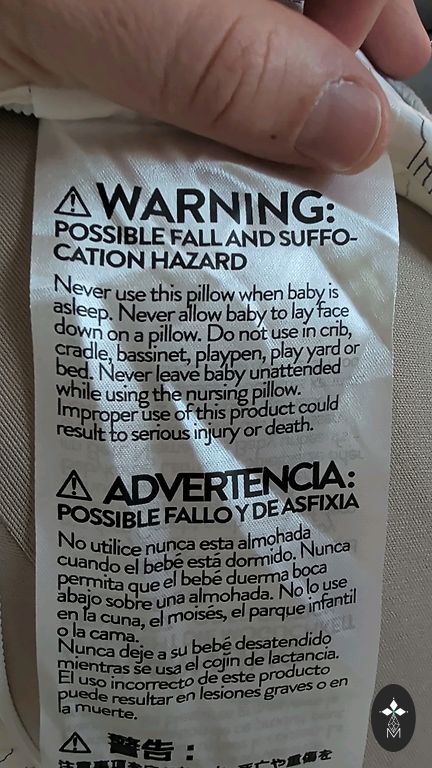 ⚠ WARNING:
POSSIBLE FALL AND SUFFO-
CATION HAZARD
Never use this pillow when baby is
asleep. Never allow baby to lay face
down on a pillow. Do not use in crib,
cradle, bassinet, playpen, play yard or
bed. Never leave baby unattended
while using the nursing pillow.
Improper use of this product could
result to serious injury or death.
⚠ ADVERTENCIA:
POSSIBLE FALLO Y DE ASFIXIA
No utilice nunca esta almohada
cuando el bebé está dormido. Nunca
permita que el bebé duerma boca
abajo sobre una almohada. No lo use
en la cuna, el moisés, el parque infantil
o la cama.
Nunca deje a su bebé desatendido
mientras se usa el cojín de lactancia.
El uso incorrecto de este producto
puede resultar en lesiones graves o en
la muerte.
⚠ 警告：